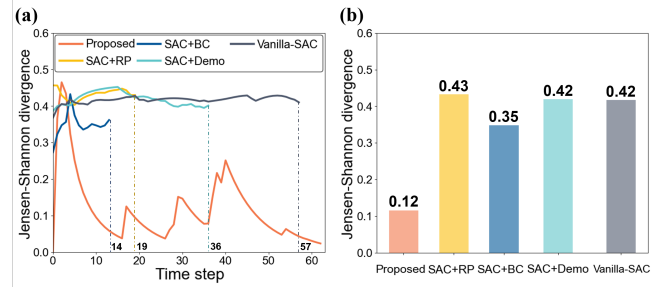 (a)
Jensen-Shannon divergence
0.6
0.5
0.4
0.3
0.2
0.1
0.0
Proposed
SAC+BC
Vanilla-SAC
SAC+RP
SAC+Demo
14
19
36
57
0
10
20
30
40
50
60
Time step
(b)
Jensen-Shannon divergence
0.6
0.5
0.4
0.3
0.2
0.1
0.0
0.12
0.43
0.35
0.42
0.42
Proposed
SAC+RP
SAC+BC
SAC+Demo
Vanilla-SAC